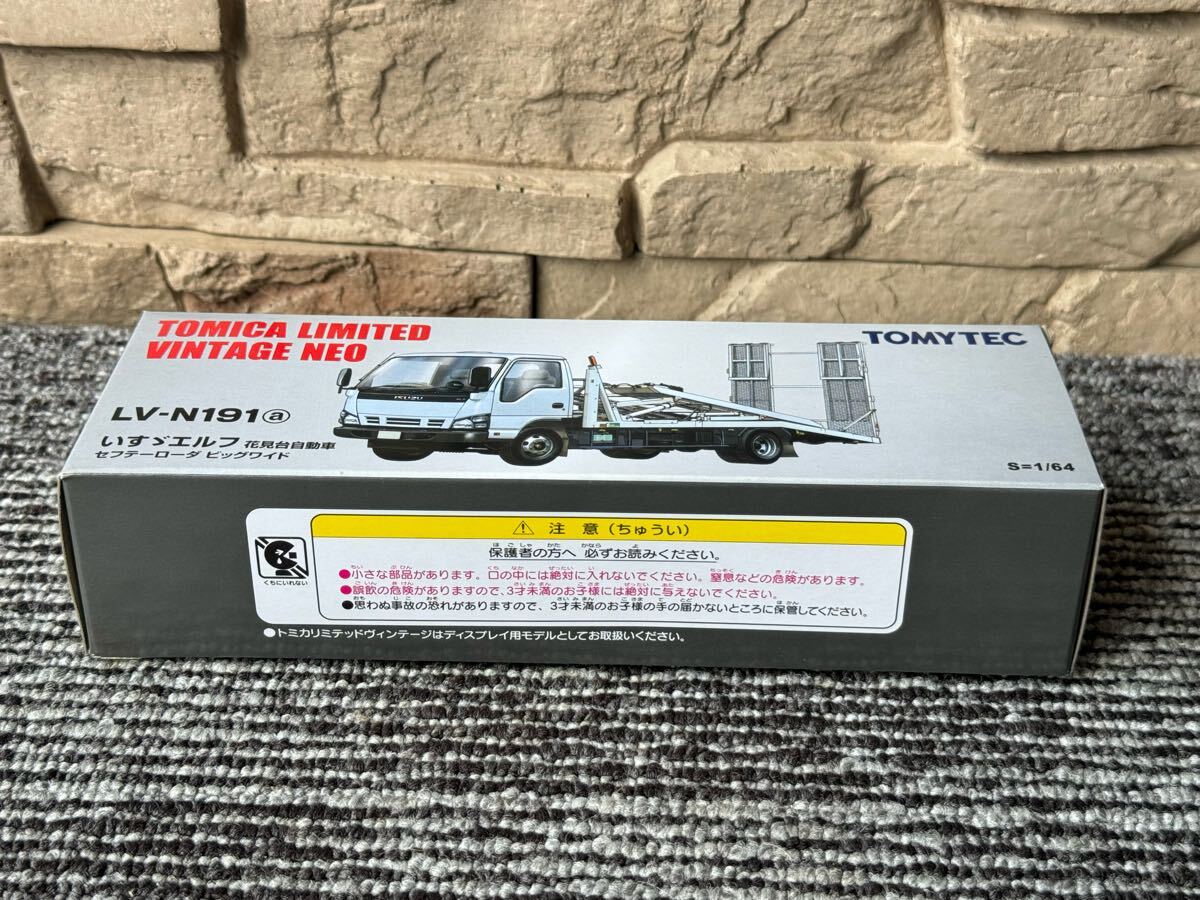 TOMICA LIMITED
VINTAGE NEO
TOMYTEC
LV-N191ⓐ
いすゞエルフ 花見台自動車
セフテーローダ ビッグワイド
ISUZU
S=1/64
⚠ 注 意(ちゅうい)
保護者の方へ 必ずお読みください。
●小さな部品があります。口の中には絶対に入れないでください。窒息などの危険があります。
●誤飲の危険がありますので、3才未満のお子様には絶対に与えないでください。
●思わぬ事故の恐れがありますので、3才未満のお子様の手の届かないところに保管してください。
くちにいれない
●トミカリミテッドヴィンテージはディスプレイ用モデルとしてお取扱いください。